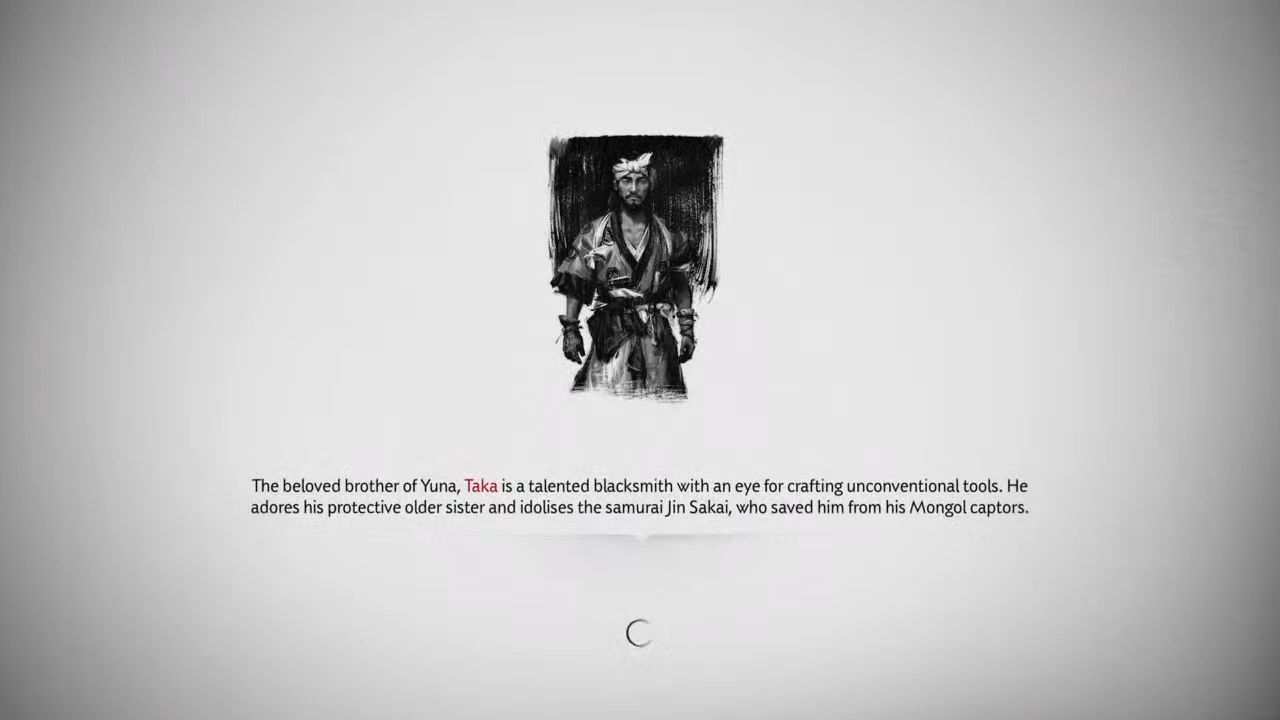 The beloved brother of Yuna, Taka is a talented blacksmith with an eye for crafting unconventional tools. He
adores his protective older sister and idolises the samurai Jin Sakai, who saved him from his Mongol captors.